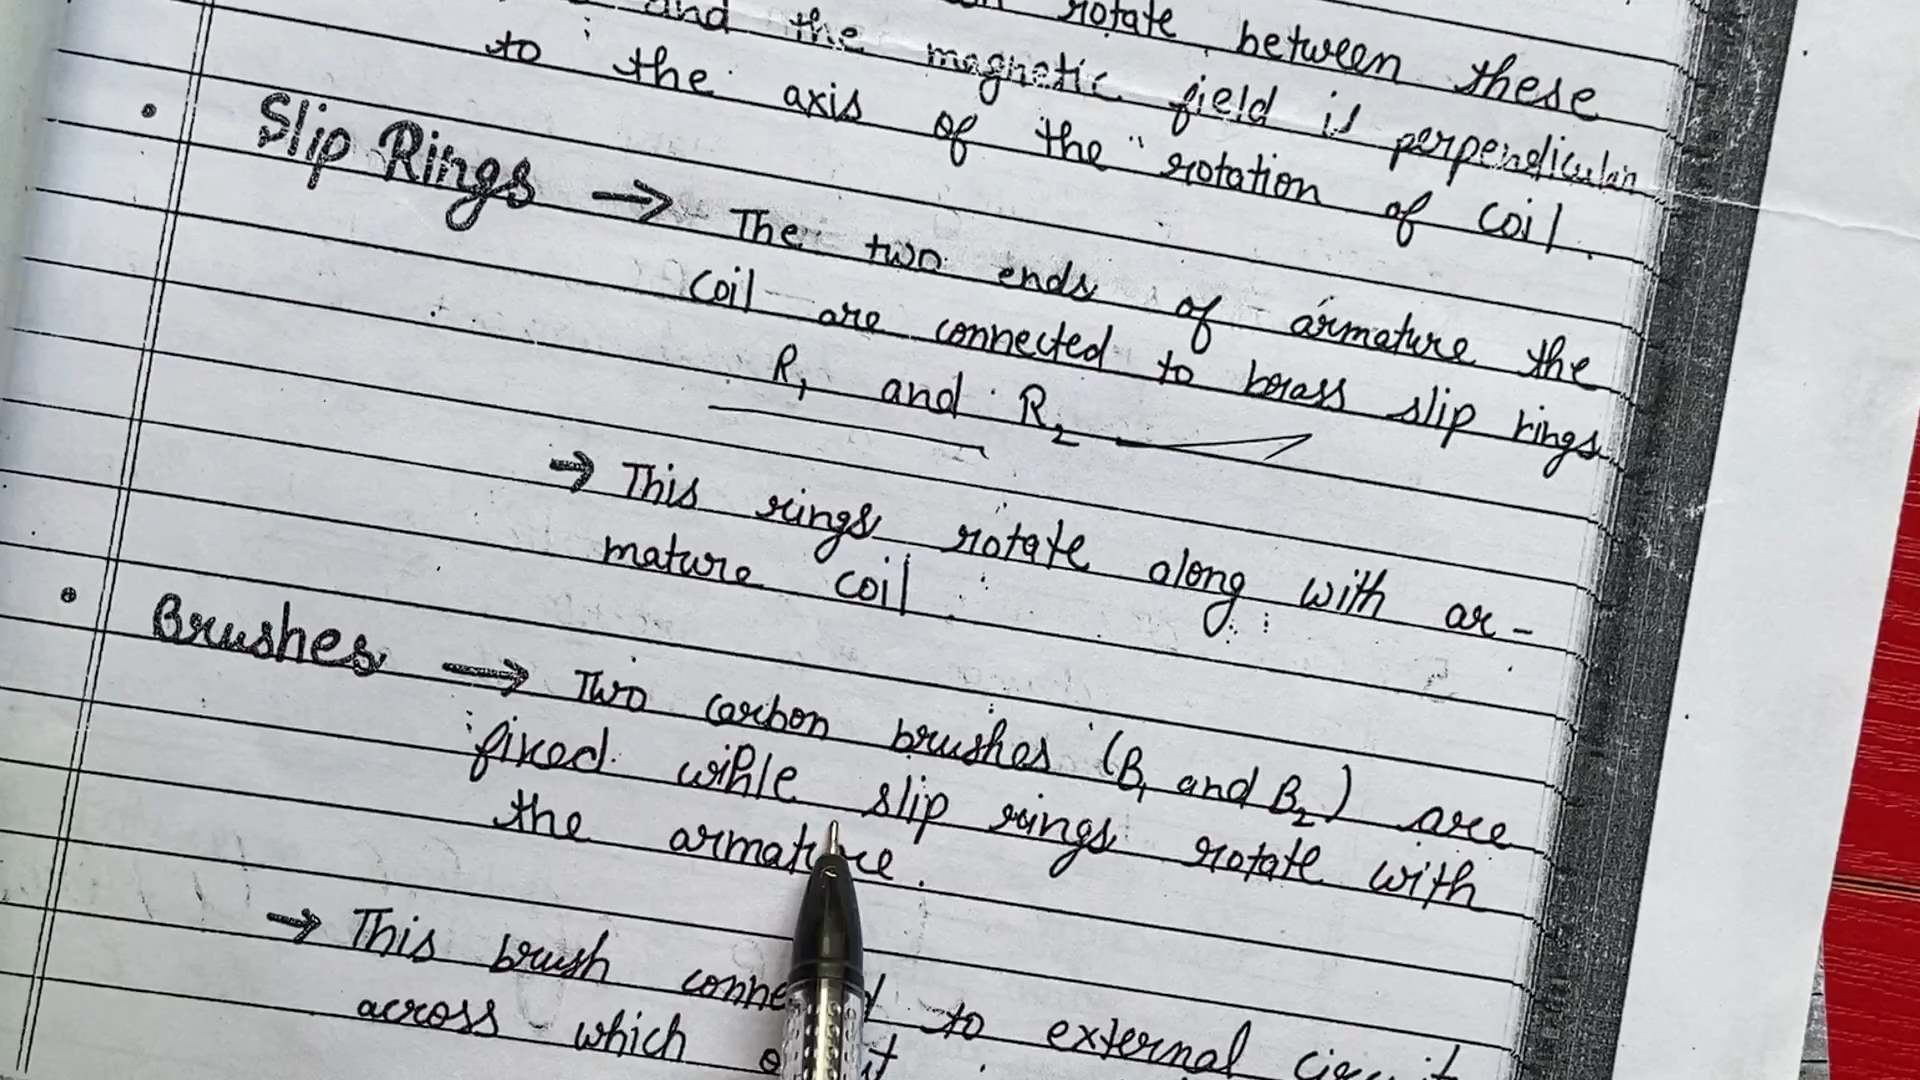 rotate between these
and the magnetic field is perpendicular
to the axis of the rotation of coil.
Slip Rings → The two ends of armature the
coil are connected to brass slip rings
R₁ and R₂
→ This rings rotate along with ar-
mature coil.
Brushes → Two carbon brushes (B₁ and B₂) are
fixed wihle slip rings rotate with
the armature.
→ This brush to external
across which